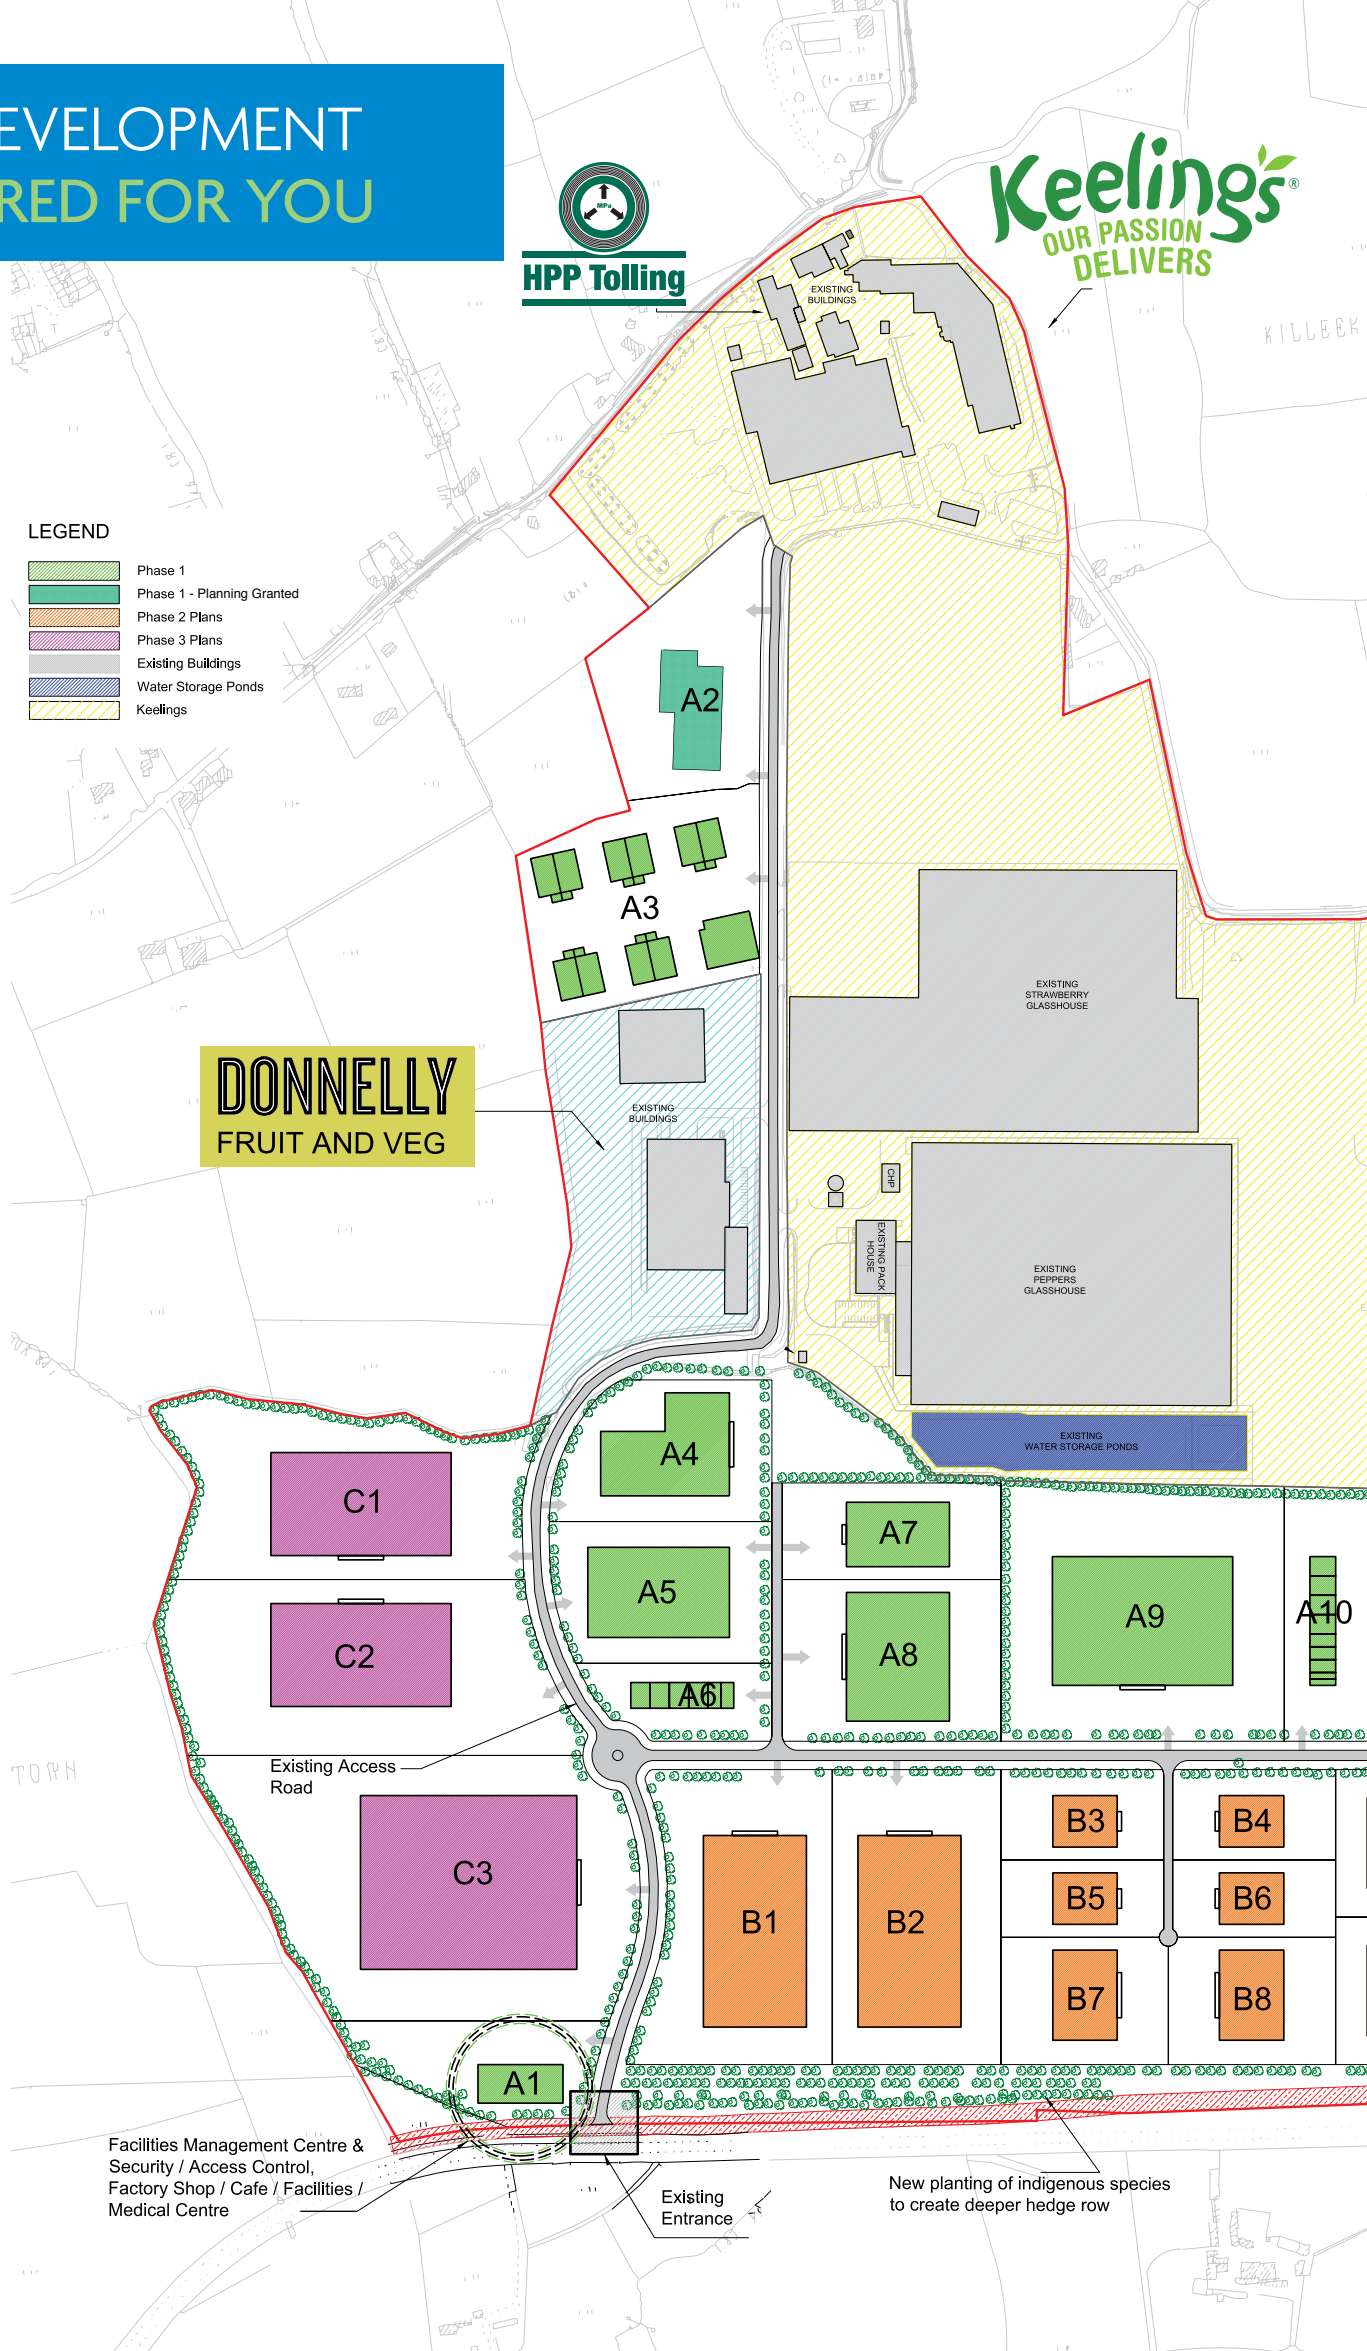 EVELOPMENT
RED FOR YOU
MPa
HPP Tolling
Keelings®
OUR PASSION
DELIVERS
EXISTING
BUILDINGS
KILLEEK
LEGEND
Phase 1
Phase 1 - Planning Granted
Phase 2 Plans
Phase 3 Plans
Existing Buildings
Water Storage Ponds
Keelings
A2
A3
EXISTING
STRAWBERRY
GLASSHOUSE
DONNELLY
FRUIT AND VEG
EXISTING
BUILDINGS
CHP
EXISTING PACK
HOUSE
EXISTING
PEPPERS
GLASSHOUSE
EXISTING
WATER STORAGE PONDS
A4
C1
A7
A5
A9
A10
C2
A8
A6
Existing Access
Road
TOWN
C3
B1
B2
B3
B4
B5
B6
B7
B8
A1
Facilities Management Centre &
Security / Access Control,
Factory Shop / Cafe / Facilities /
Medical Centre
Existing
Entrance
New planting of indigenous species
to create deeper hedge row